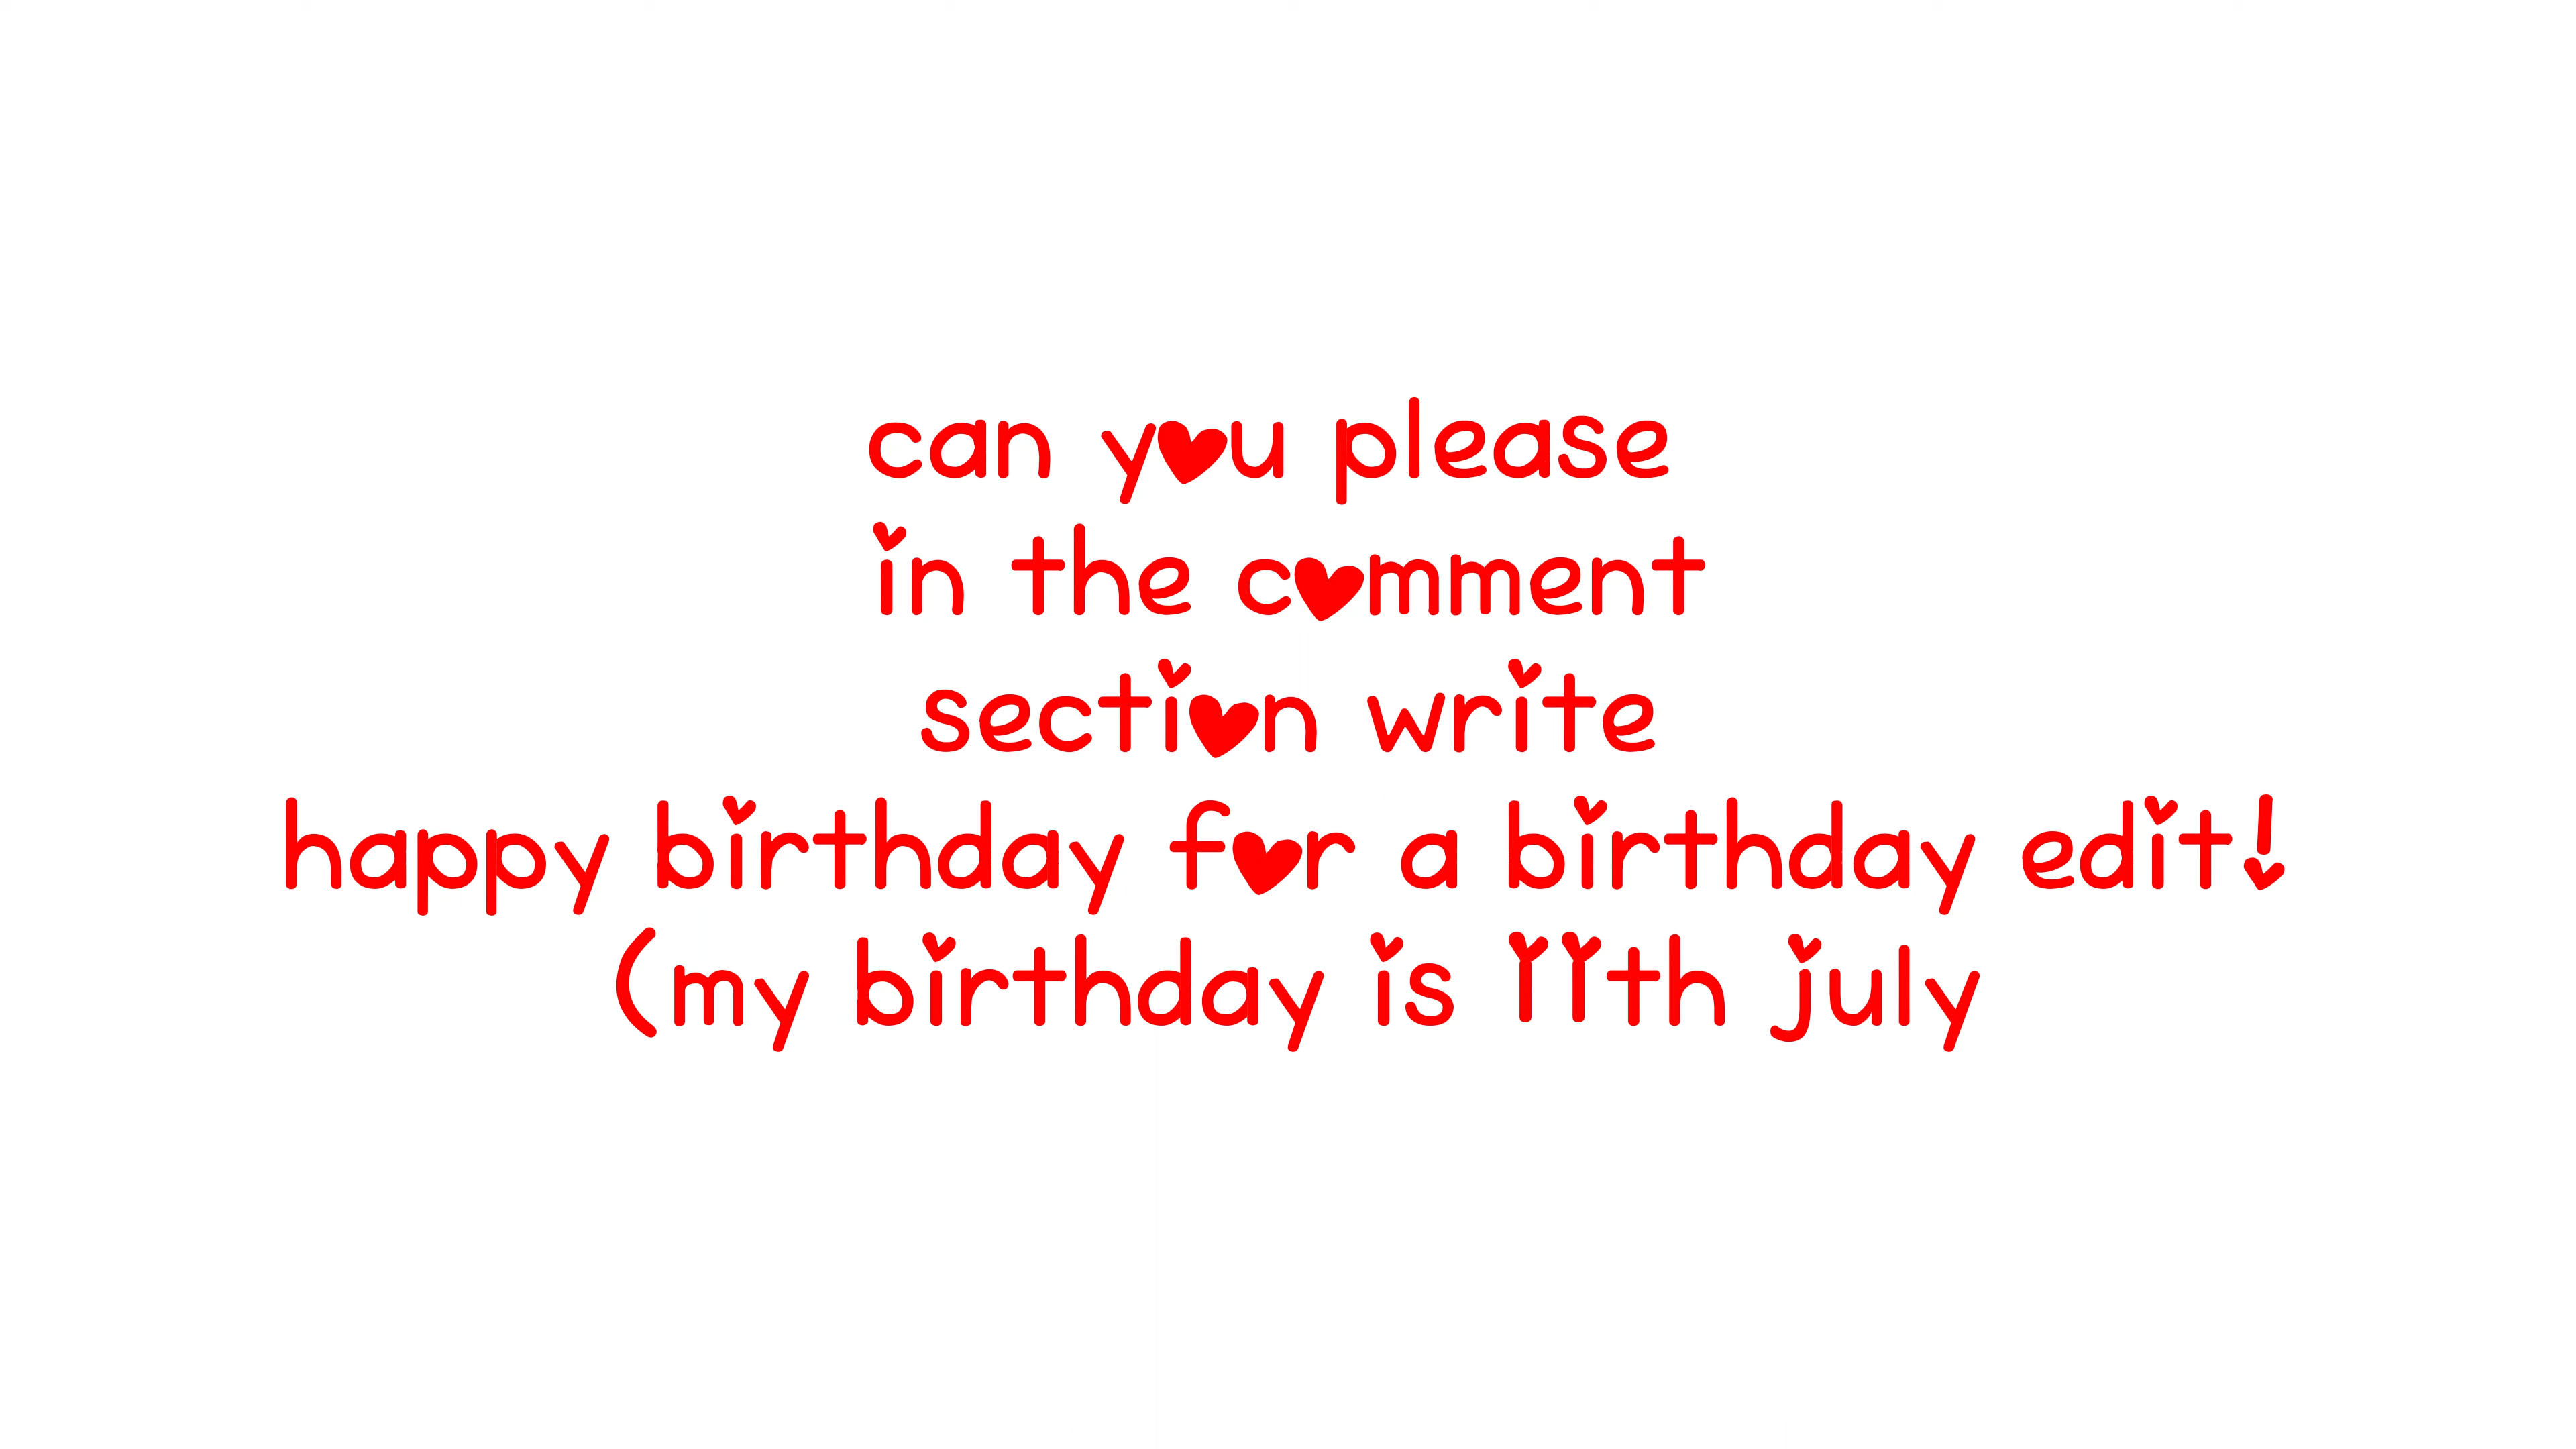 can you please
in the comment
section write
happy birthday for a birthday edit!
(my birthday is 11th july